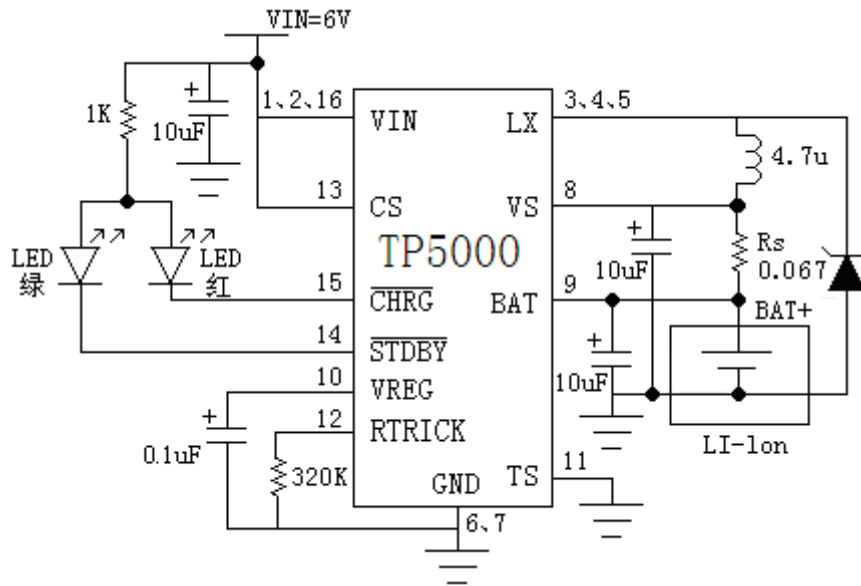 VIN=6V
1K
10uF
1、2、16
VIN
LX
3、4、5
4.7u
13
CS
VS
8
TP5000
LED
绿
LED
红
15
CHRG
BAT
9
10uF
Rs
0.067
BAT+
14
STDBY
10
VREG
10uF
12
RTRICK
0.1uF
320K
GND
TS
11
LI-lon
6、7